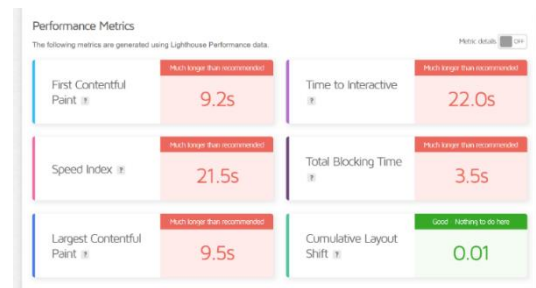 Performance Metrics
The following metrics are generated using Lighthouse Performance data.
Metric details
OFF
Much longer than recommended
First Contentful
Paint ?
9.2s
Much longer than recommended
Time to Interactive
?
22.0s
Much longer than recommended
Speed Index ?
21.5s
Much longer than recommended
Total Blocking Time
?
3.5s
Much longer than recommended
Largest Contentful
Paint ?
9.5s
Good - Nothing to do here
Cumulative Layout
Shift ?
0.01